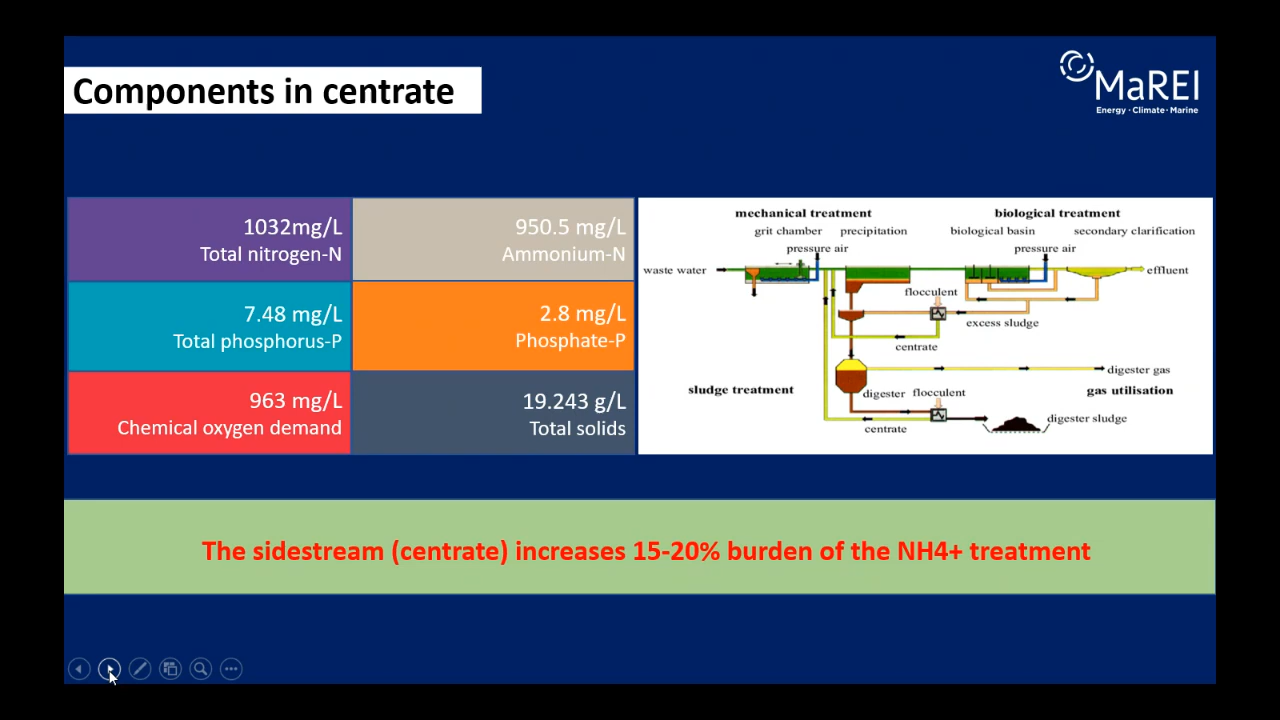 Components in centrate
MaREI
Energy · Climate · Marine
1032mg/L
Total nitrogen-N
950.5 mg/L
Ammonium-N
7.48 mg/L
Total phosphorus-P
2.8 mg/L
Phosphate-P
963 mg/L
Chemical oxygen demand
19.243 g/L
Total solids
mechanical treatment
biological treatment
grit chamber
precipitation
biological basin
secondary clarification
pressure air
pressure air
waste water
effluent
flocculent
excess sludge
centrate
digester gas
sludge treatment
digester
flocculent
gas utilisation
centrate
digester sludge
The sidestream (centrate) increases 15-20% burden of the NH4+ treatment